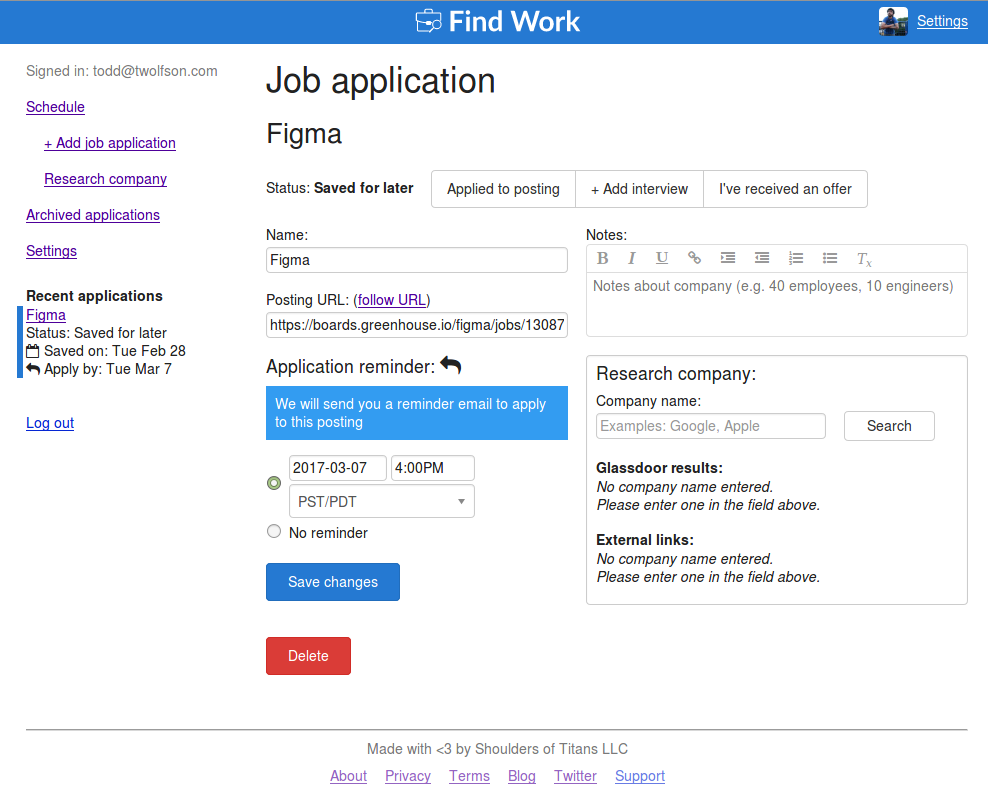 Find Work
Settings
Signed in: todd@twolfson.com
Schedule
+ Add job application
Research company
Archived applications
Settings
Recent applications
Figma
Status: Saved for later
Saved on: Tue Feb 28
Apply by: Tue Mar 7
Log out
Job application
Figma
Status: Saved for later
Applied to posting
+ Add interview
I've received an offer
Name:
Figma
Posting URL: (follow URL)
https://boards.greenhouse.io/figma/jobs/13087
Application reminder:
We will send you a reminder email to apply
to this posting
2017-03-07
4:00PM
PST/PDT
No reminder
Save changes
Delete
Notes:
B I U Tx
Notes about company (e.g. 40 employees, 10 engineers)
Research company:
Company name:
Examples: Google, Apple
Search
Glassdoor results:
No company name entered.
Please enter one in the field above.
External links:
No company name entered.
Please enter one in the field above.
Made with <3 by Shoulders of Titans LLC
About Privacy Terms Blog Twitter Support